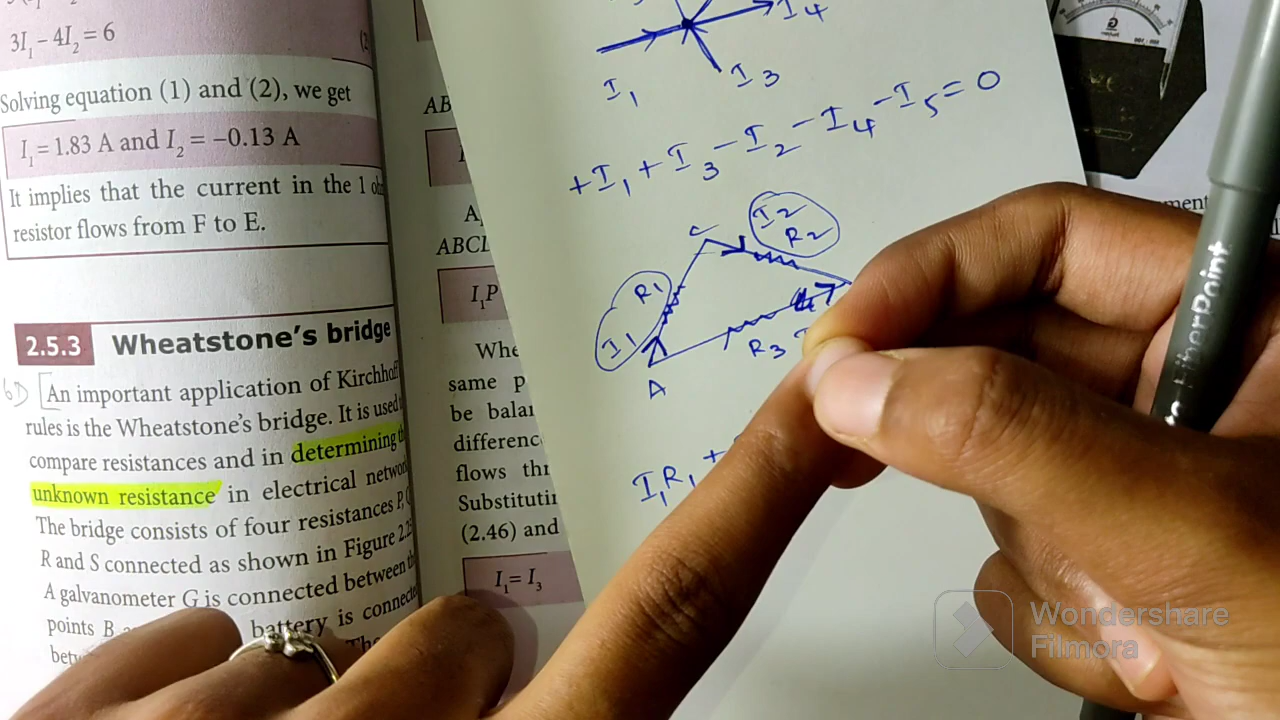 3I₁ – 4I₂ = 6
Solving equation (1) and (2), we get
I₁ = 1.83 A and I₂ = –0.13 A
It implies that the current in the 1
resistor flows from F to E.
2.5.3 Wheatstone's bridge
6D [An important application of
rules is the Wheatstone's bridge. It is used
compare resistances and in determining
unknown resistance in electrical
The bridge consists of four resistances P,
R and S connected as shown in Figure
A galvanometer G is connected between
points B battery is
AB
ABCL
I₁P
Whe
same p
be balan
differenc
flows thr
Substitutin
(2.46) and
I₁ = I₃
I₄
I₁ I₃
+I₁ + I₃ – I₂ – I₄ – I₅ = 0
C I₂
R₂
R₁
I₁
R₃
A
I₁R₁ +
FiberPoint
Wondershare
Filmora